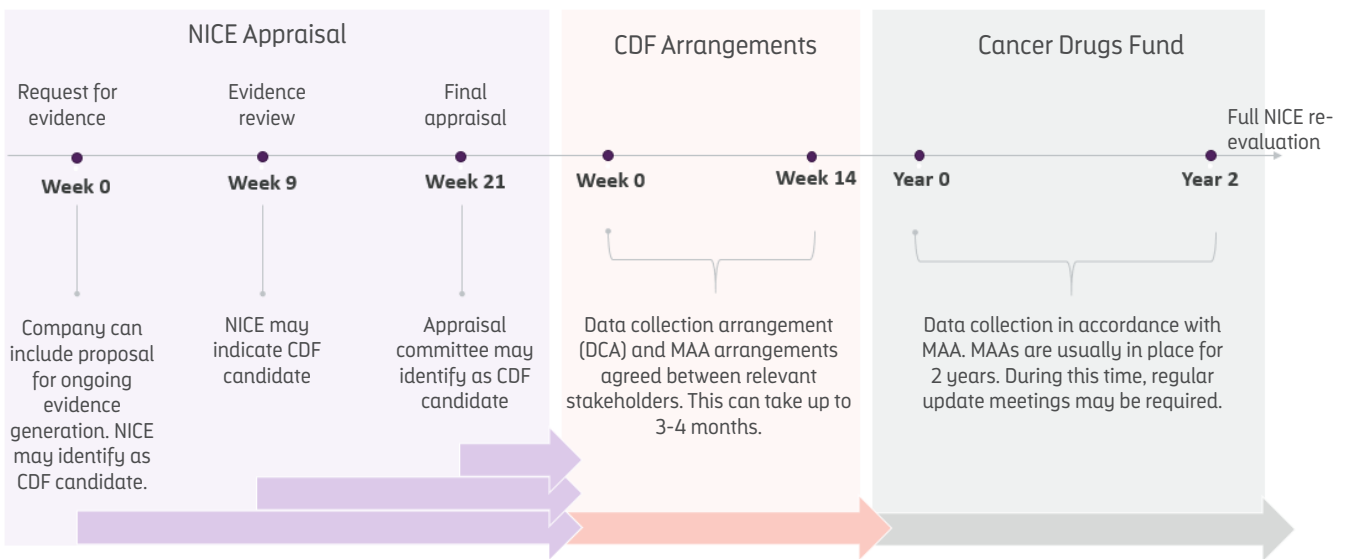 NICE Appraisal
CDF Arrangements
Cancer Drugs Fund
Request for
evidence
Evidence
review
Final
appraisal
Full NICE re-
evaluation
Week 0
Week 9
Week 21
Week 0
Week 14
Year 0
Year 2
Company can
include proposal
for ongoing
evidence
generation. NICE
may identify as
CDF candidate.
NICE may
indicate CDF
candidate
Appraisal
committee may
identify as CDF
candidate
Data collection arrangement
(DCA) and MAA arrangements
agreed between relevant
stakeholders. This can take up to
3-4 months.
Data collection in accordance with
MAA. MAAs are usually in place for
2 years. During this time, regular
update meetings may be required.